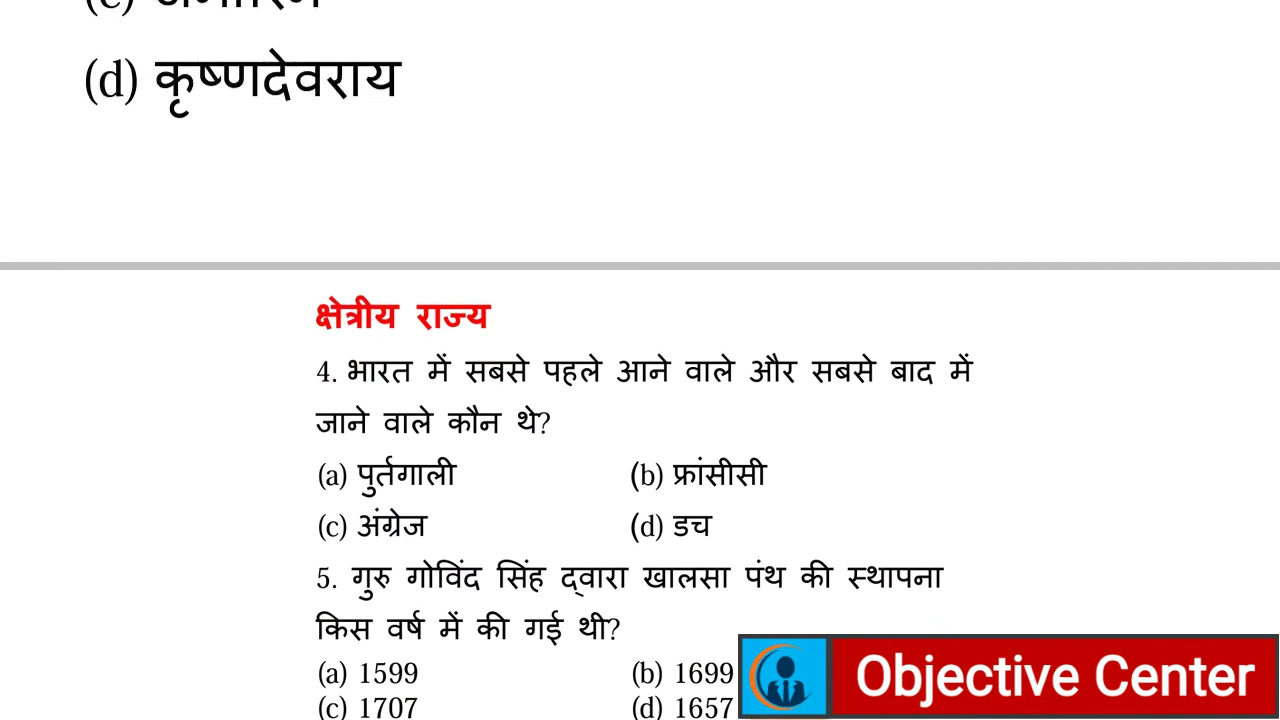 (d) कृष्णदेवराय
क्षेत्रीय राज्य
4. भारत में सबसे पहले आने वाले और सबसे बाद में
जाने वाले कौन थे?
(a) पुर्तगाली (b) फ्रांसीसी
(c) अंग्रेज (d) डच
5. गुरु गोविंद सिंह द्वारा खालसा पंथ की स्थापना
किस वर्ष में की गई थी?
(a) 1599 (b) 1699
(c) 1707 (d) 1657
Objective Center